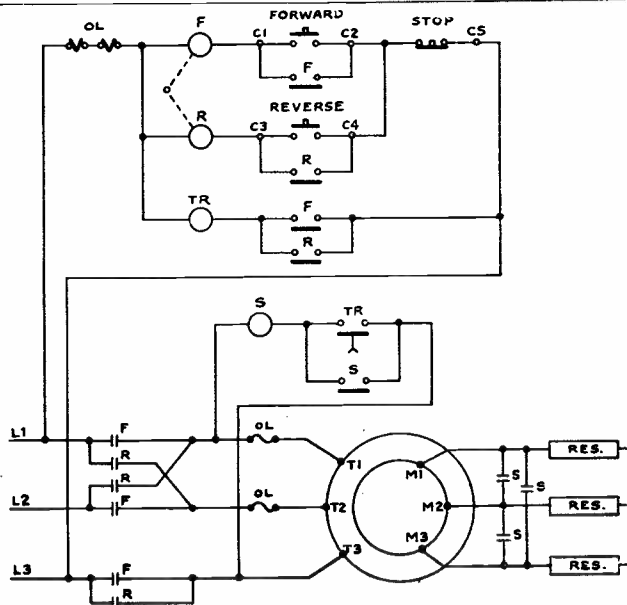 FORWARD
STOP
OL F C1 C2 CS
F
REVERSE
R C3 C4
R
TR F
R
S TR
S
L1 F OL
R T1 M1 S S RES.
R
L2 F OL T2 M2 RES.
S
T3 M3
L3 F RES.
R